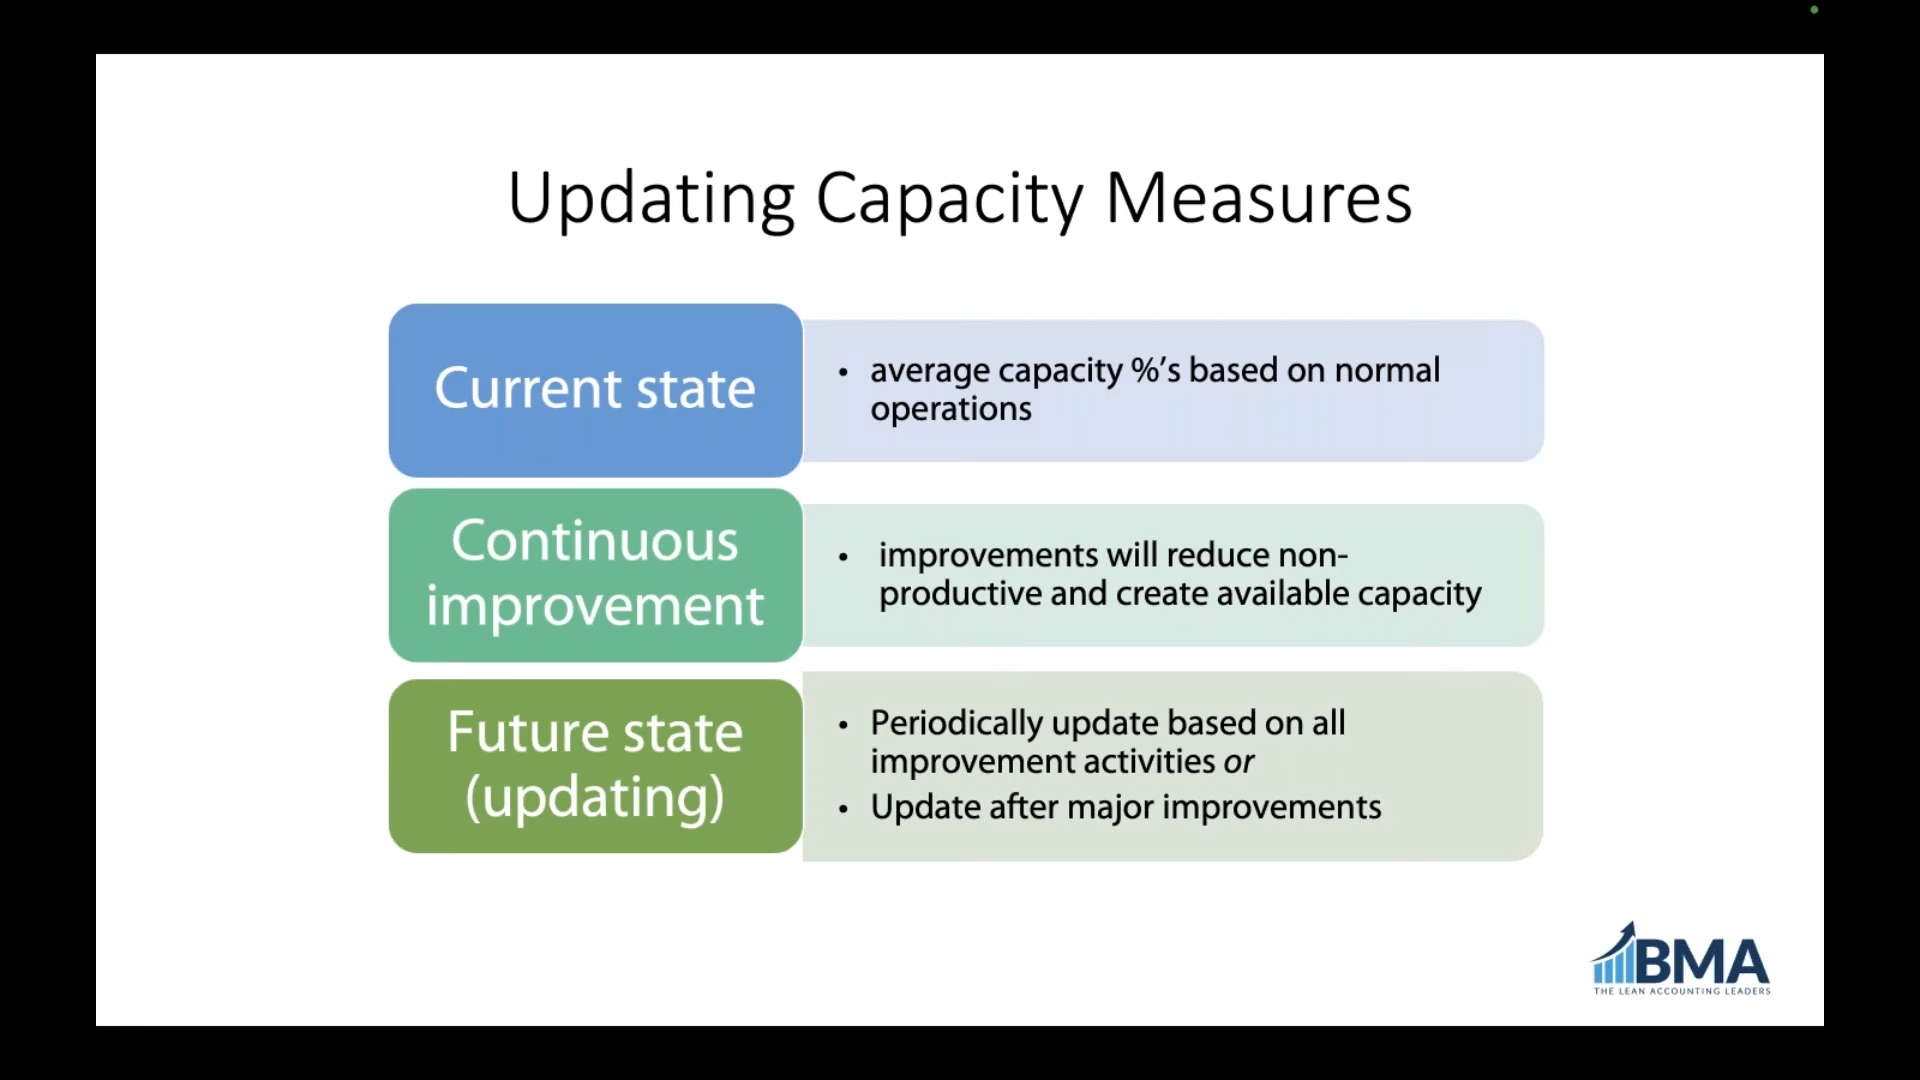 Updating Capacity Measures
Current state
• average capacity %’s based on normal
operations
Continuous
improvement
• improvements will reduce non-
productive and create available capacity
Future state
(updating)
• Periodically update based on all
improvement activities or
• Update after major improvements
BMA
THE LEAN ACCOUNTING LEADERS